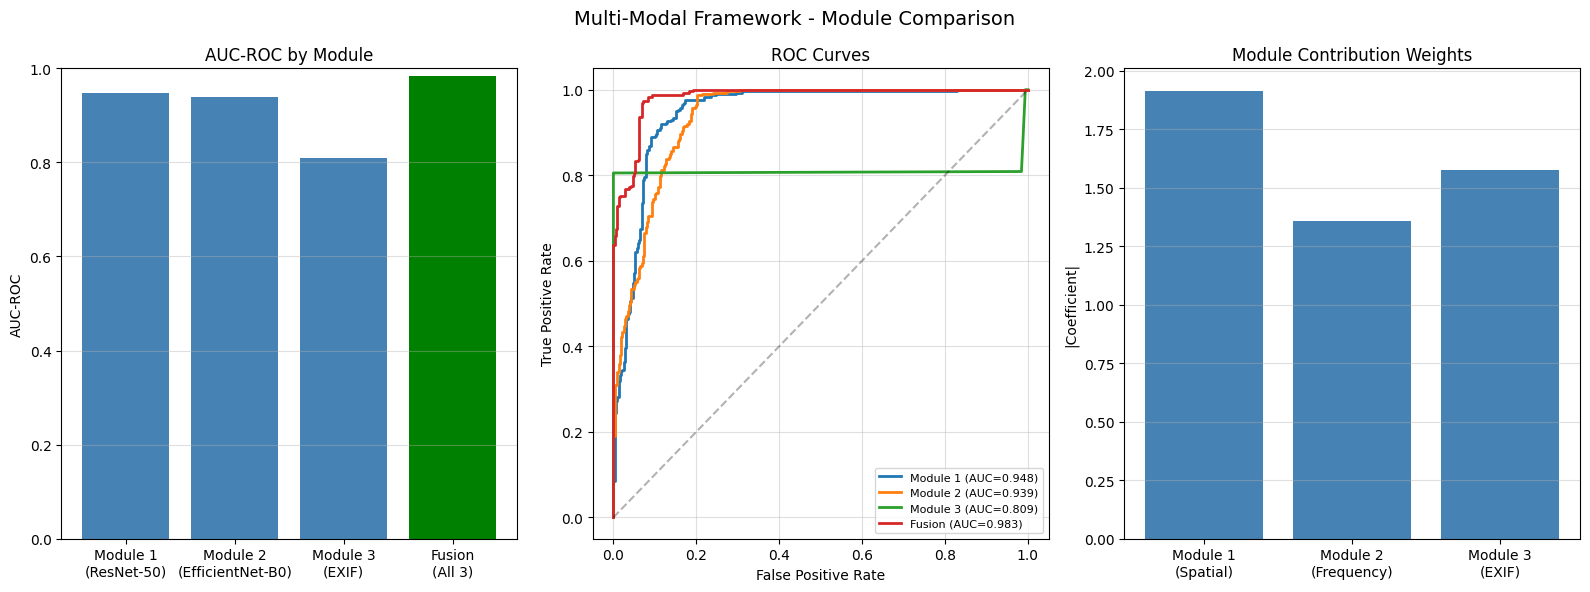 Multi-Modal Framework - Module Comparison
AUC-ROC by Module
AUC-ROC
1.0
0.8
0.6
0.4
0.2
0.0
Module 1
(ResNet-50)
Module 2
(EfficientNet-B0)
Module 3
(EXIF)
Fusion
(All 3)
ROC Curves
True Positive Rate
1.0
0.8
0.6
0.4
0.2
0.0
Module 1 (AUC=0.948)
Module 2 (AUC=0.939)
Module 3 (AUC=0.809)
Fusion (AUC=0.983)
0.0 0.2 0.4 0.6 0.8 1.0
False Positive Rate
Module Contribution Weights
|Coefficient|
2.00
1.75
1.50
1.25
1.00
0.75
0.50
0.25
0.00
Module 1
(Spatial)
Module 2
(Frequency)
Module 3
(EXIF)